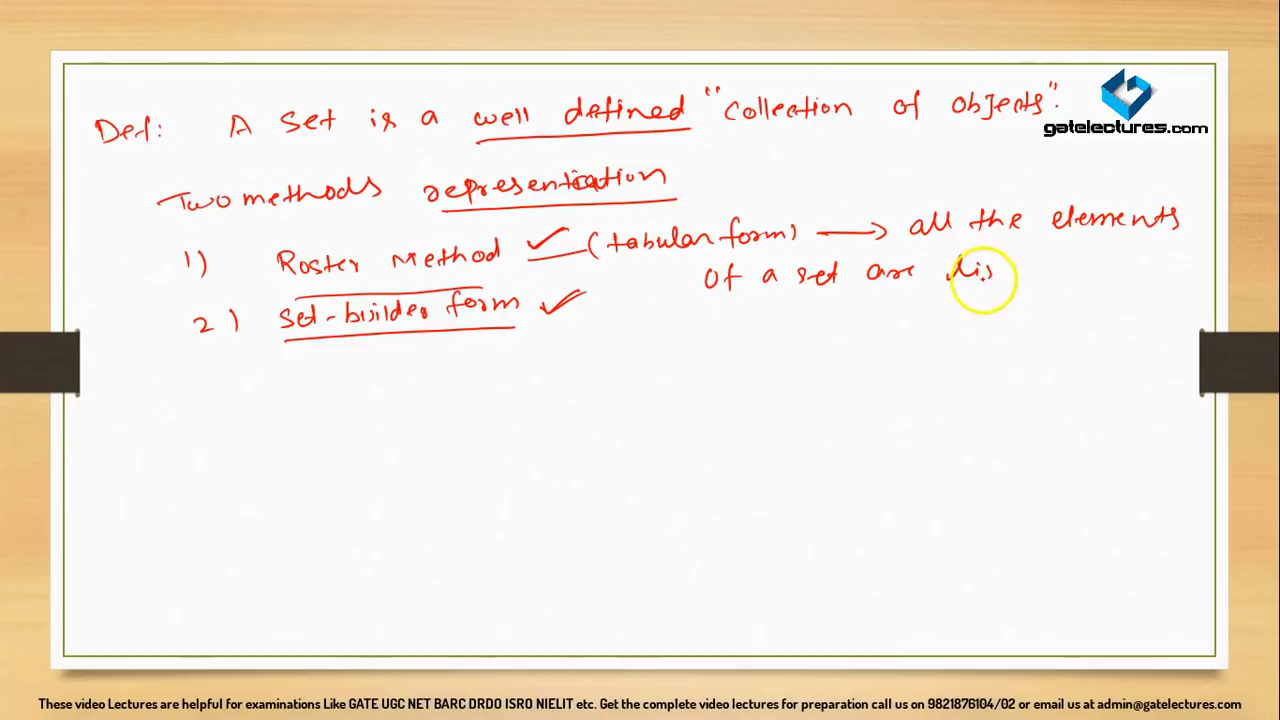 Def: A set is a well defined "collection of objects".
gatelectures.com
Two methods representation
1) Roster Method (tabular form) → all the elements
of a set are dis
2) set-builder form
These video Lectures are helpful for examinations Like GATE UGC NET BARC DRDO ISRO NIELIT etc. Get the complete video lectures for preparation call us on 9821876104/02 or email us at admin@gatelectures.com